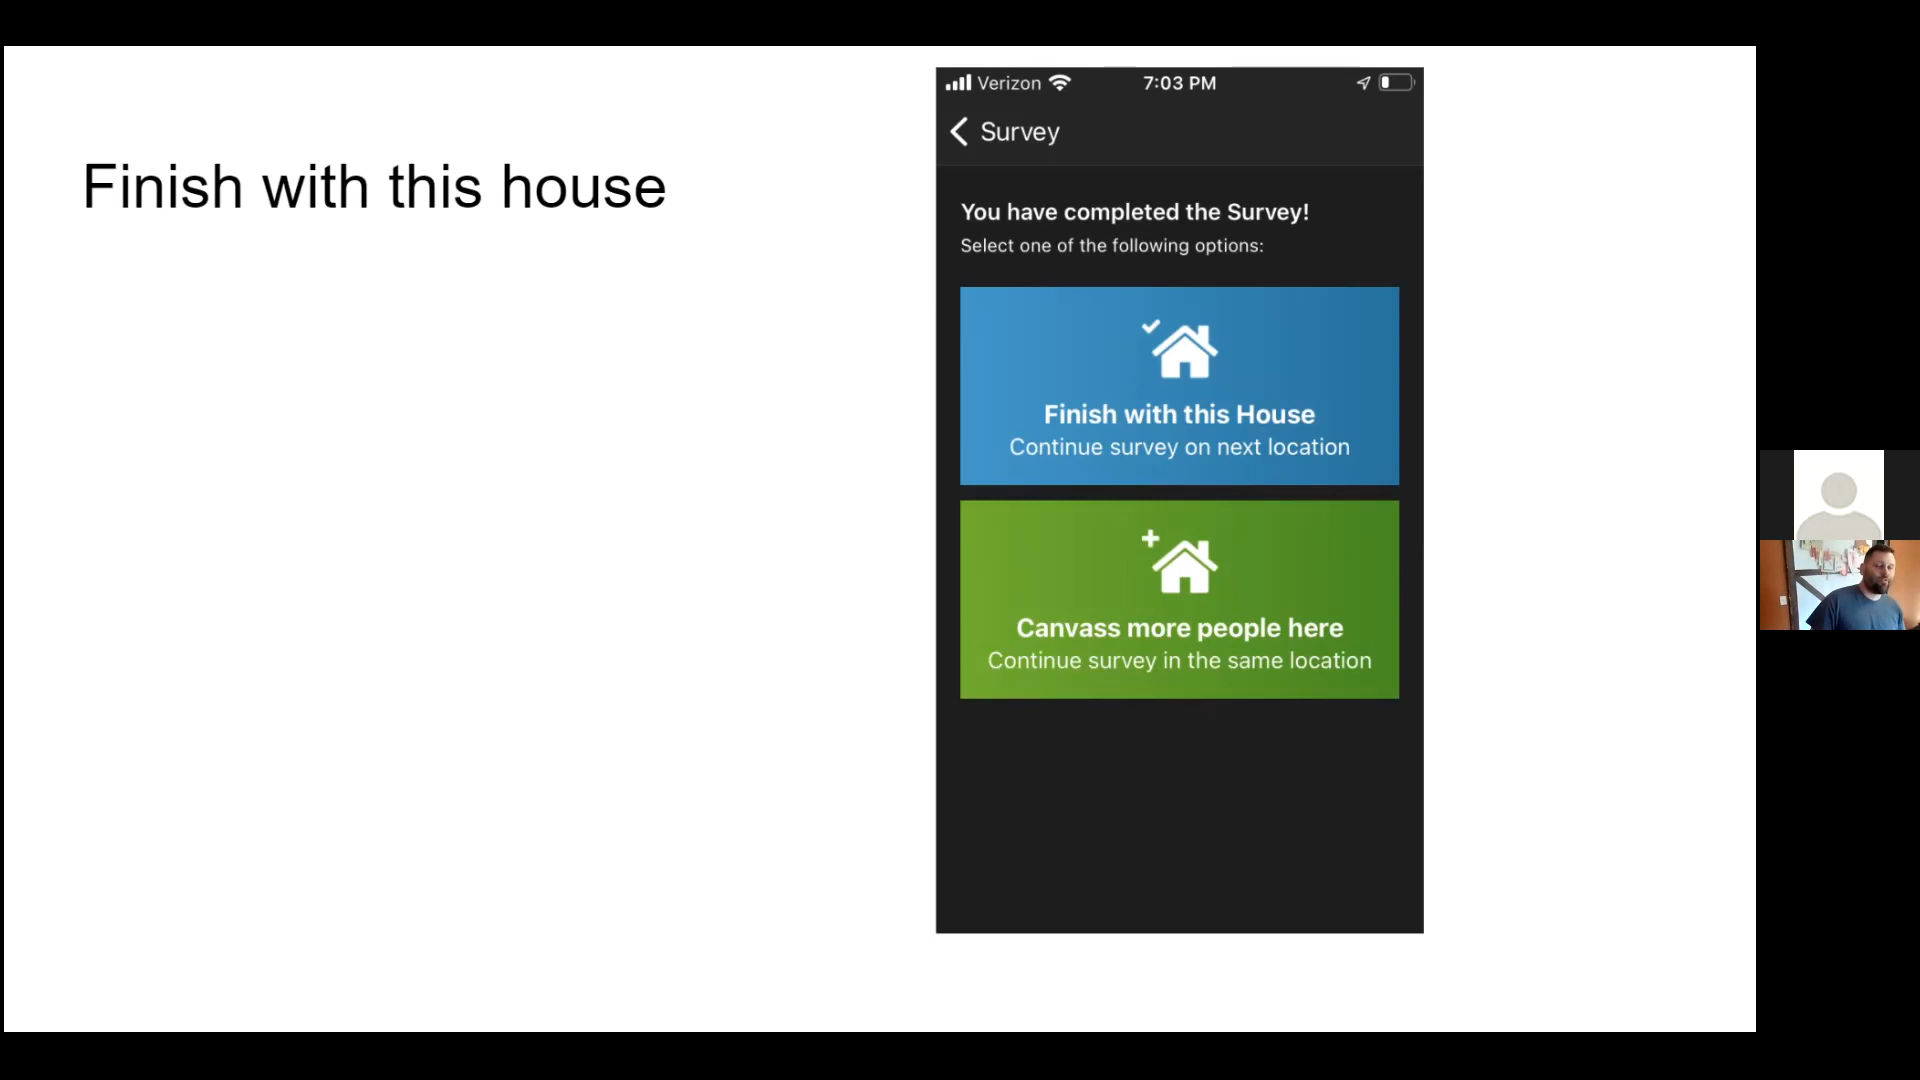 Finish with this house
Verizon 7:03 PM
Survey
You have completed the Survey!
Select one of the following options:
Finish with this House
Continue survey on next location
Canvass more people here
Continue survey in the same location